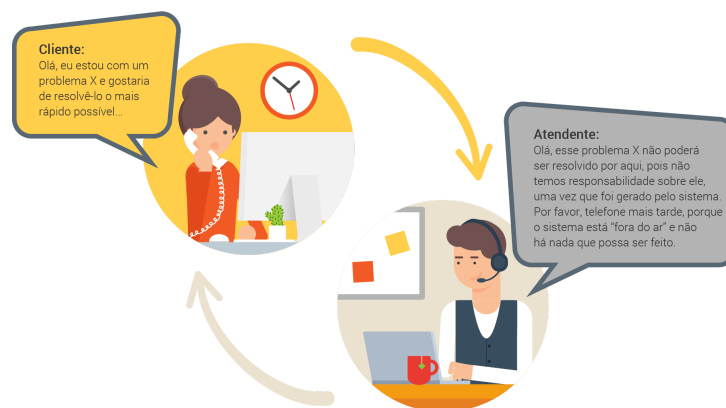 Cliente:
Olá, eu estou com um
problema X e gostaria
de resolvê-lo o mais
rápido possível...
Atendente:
Olá, esse problema X não poderá
ser resolvido por aqui, pois não
temos responsabilidade sobre ele,
uma vez que foi gerado pelo sistema.
Por favor, telefone mais tarde, porque
o sistema está “fora do ar” e não
há nada que possa ser feito.